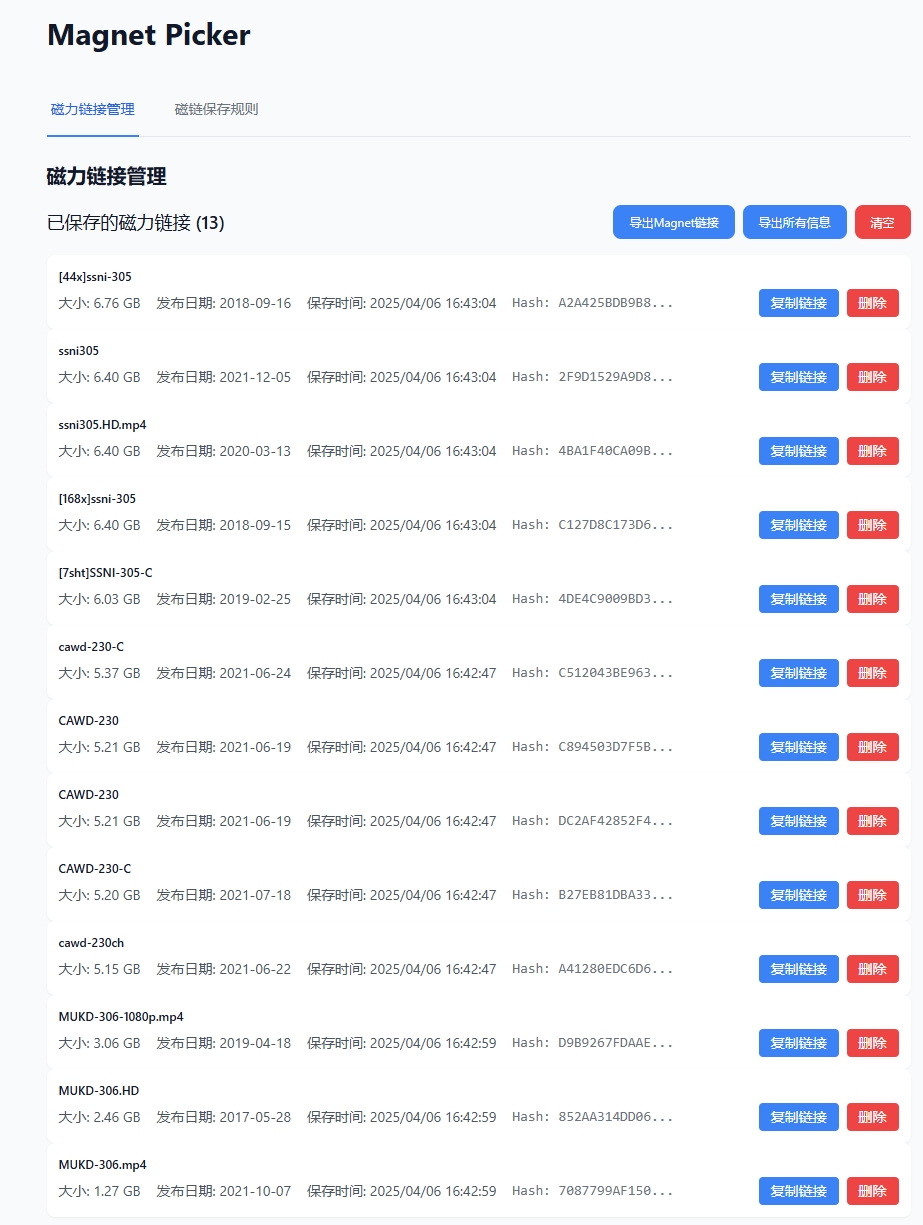 Magnet Picker
磁力链接管理 磁链保存规则
磁力链接管理
已保存的磁力链接 (13) 导出Magnet链接 导出所有信息 清空
[44x]ssni-305
大小: 6.76 GB 发布日期: 2018-09-16 保存时间: 2025/04/06 16:43:04 Hash: A2A425BDB9B8... 复制链接 删除
ssni305
大小: 6.40 GB 发布日期: 2021-12-05 保存时间: 2025/04/06 16:43:04 Hash: 2F9D1529A9D8... 复制链接 删除
ssni305.HD.mp4
大小: 6.40 GB 发布日期: 2020-03-13 保存时间: 2025/04/06 16:43:04 Hash: 4BA1F40CA09B... 复制链接 删除
[168x]ssni-305
大小: 6.40 GB 发布日期: 2018-09-15 保存时间: 2025/04/06 16:43:04 Hash: C127D8C173D6... 复制链接 删除
[7sht]SSNI-305-C
大小: 6.03 GB 发布日期: 2019-02-25 保存时间: 2025/04/06 16:43:04 Hash: 4DE4C9009BD3... 复制链接 删除
cawd-230-C
大小: 5.37 GB 发布日期: 2021-06-24 保存时间: 2025/04/06 16:42:47 Hash: C512043BE963... 复制链接 删除
CAWD-230
大小: 5.21 GB 发布日期: 2021-06-19 保存时间: 2025/04/06 16:42:47 Hash: C894503D7F5B... 复制链接 删除
CAWD-230
大小: 5.21 GB 发布日期: 2021-06-19 保存时间: 2025/04/06 16:42:47 Hash: DC2AF42852F4... 复制链接 删除
CAWD-230-C
大小: 5.20 GB 发布日期: 2021-07-18 保存时间: 2025/04/06 16:42:47 Hash: B27EB81DBA33... 复制链接 删除
cawd-230ch
大小: 5.15 GB 发布日期: 2021-06-22 保存时间: 2025/04/06 16:42:47 Hash: A41280EDC6D6... 复制链接 删除
MUKD-306-1080p.mp4
大小: 3.06 GB 发布日期: 2019-04-18 保存时间: 2025/04/06 16:42:59 Hash: D9B9267FDAAE... 复制链接 删除
MUKD-306.HD
大小: 2.46 GB 发布日期: 2017-05-28 保存时间: 2025/04/06 16:42:59 Hash: 852AA314DD06... 复制链接 删除
MUKD-306.mp4
大小: 1.27 GB 发布日期: 2021-10-07 保存时间: 2025/04/06 16:42:59 Hash: 7087799AF150... 复制链接 删除